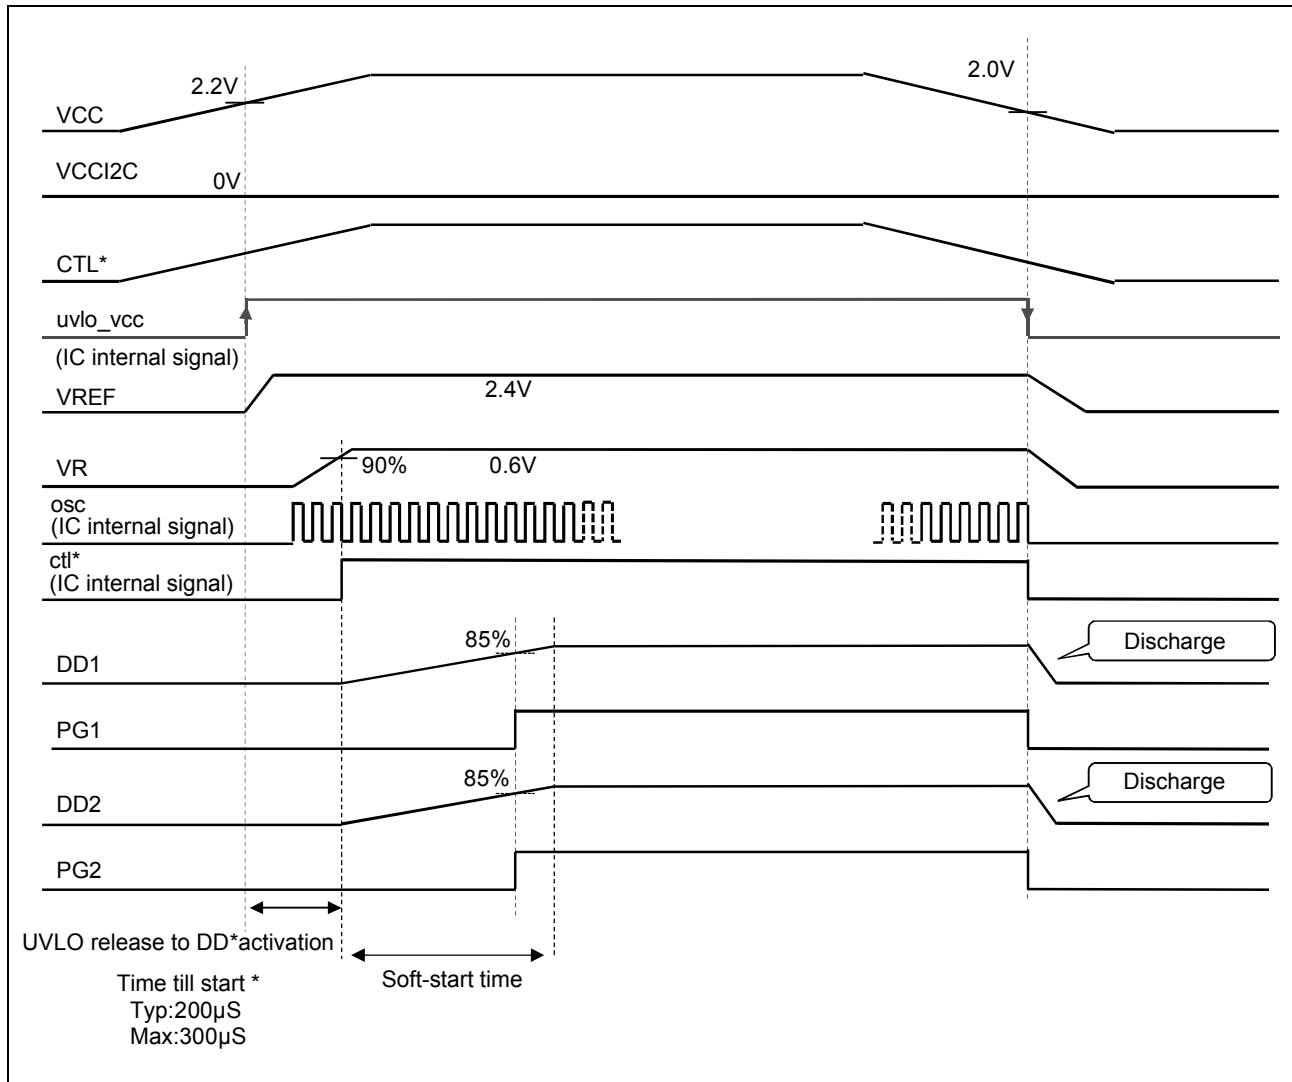 2.2V
2.0V
VCC
VCCI2C
0V
CTL*
uvlo_vcc
(IC internal signal)
VREF
2.4V
VR
90%
0.6V
osc
(IC internal signal)
ctl*
(IC internal signal)
85%
Discharge
DD1
PG1
85%
Discharge
DD2
PG2
UVLO release to DD*activation
Soft-start time
Time till start *
Typ:200µS
Max:300µS